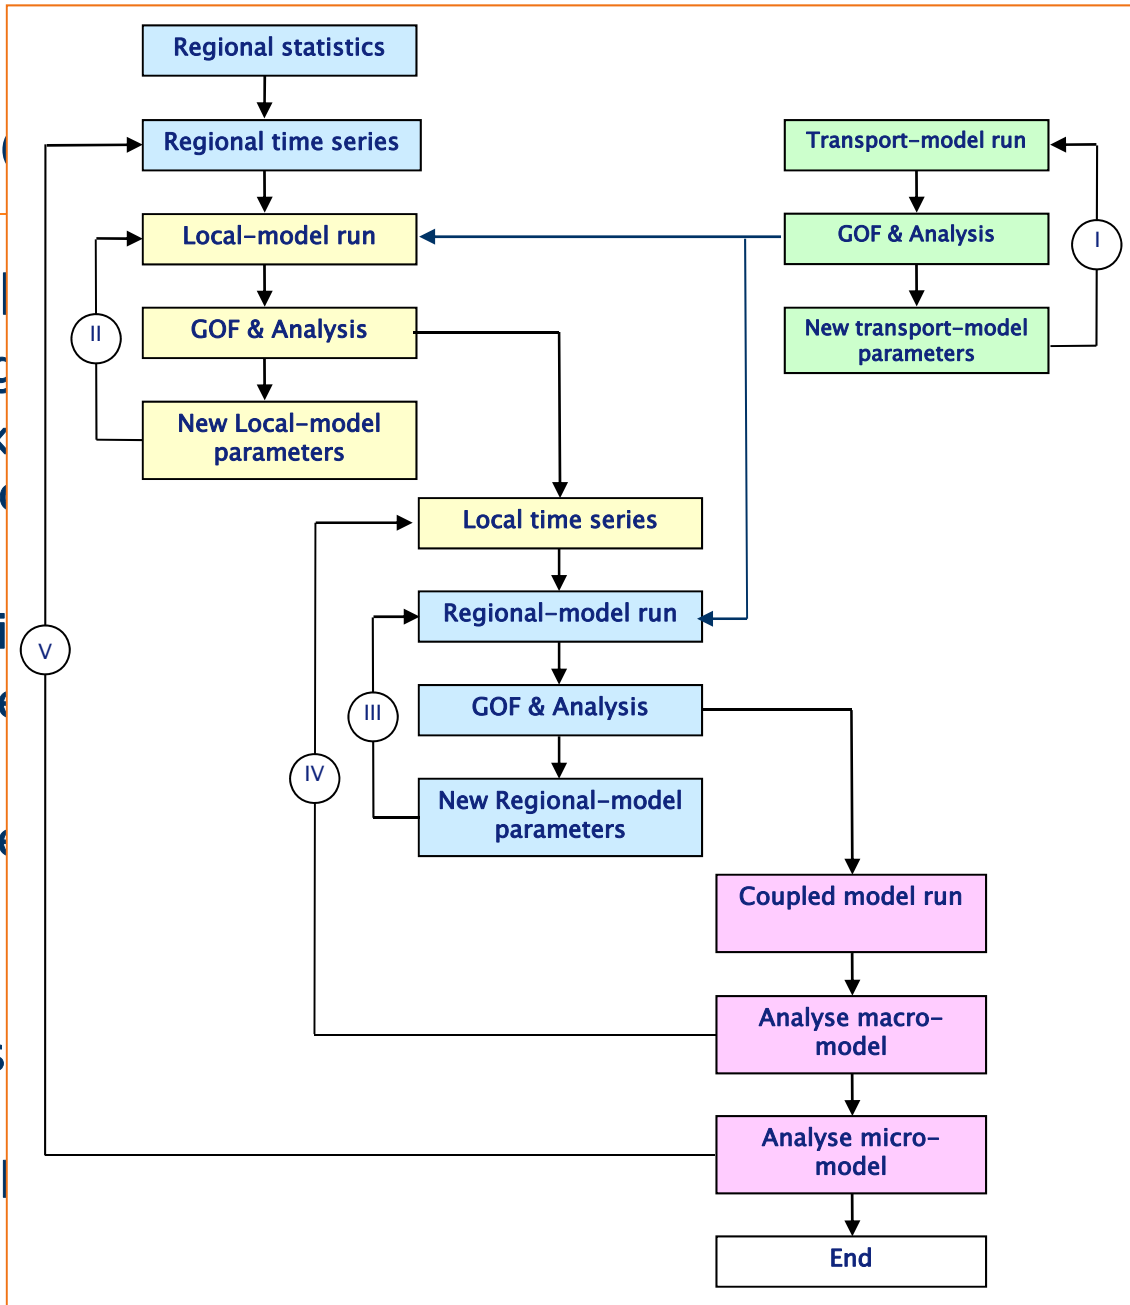 Regional statistics
Regional time series
Transport-model run
Local-model run
GOF & Analysis
I
GOF & Analysis
II
New transport-model
parameters
New Local-model
parameters
Local time series
Regional-model run
V
GOF & Analysis
III
IV
New Regional-model
parameters
Coupled model run
Analyse macro-
model
Analyse micro-
model
End